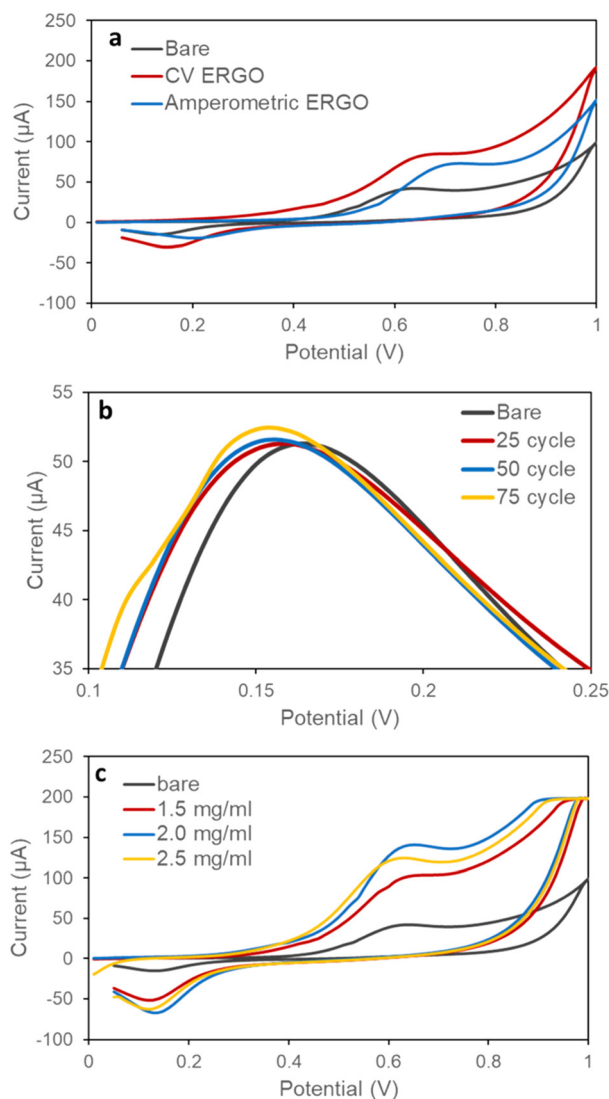 a
Bare
CV ERGO
Amperometric ERGO
250
200
150
100
50
0
-50
-100
Current (µA)
0 0.2 0.4 0.6 0.8 1
Potential (V)
b
Bare
25 cycle
50 cycle
75 cycle
55
50
45
40
35
Current (µA)
0.1 0.15 0.2 0.25
Potential (V)
c
bare
1.5 mg/ml
2.0 mg/ml
2.5 mg/ml
250
200
150
100
50
0
-50
-100
Current (µA)
0 0.2 0.4 0.6 0.8 1
Potential (V)